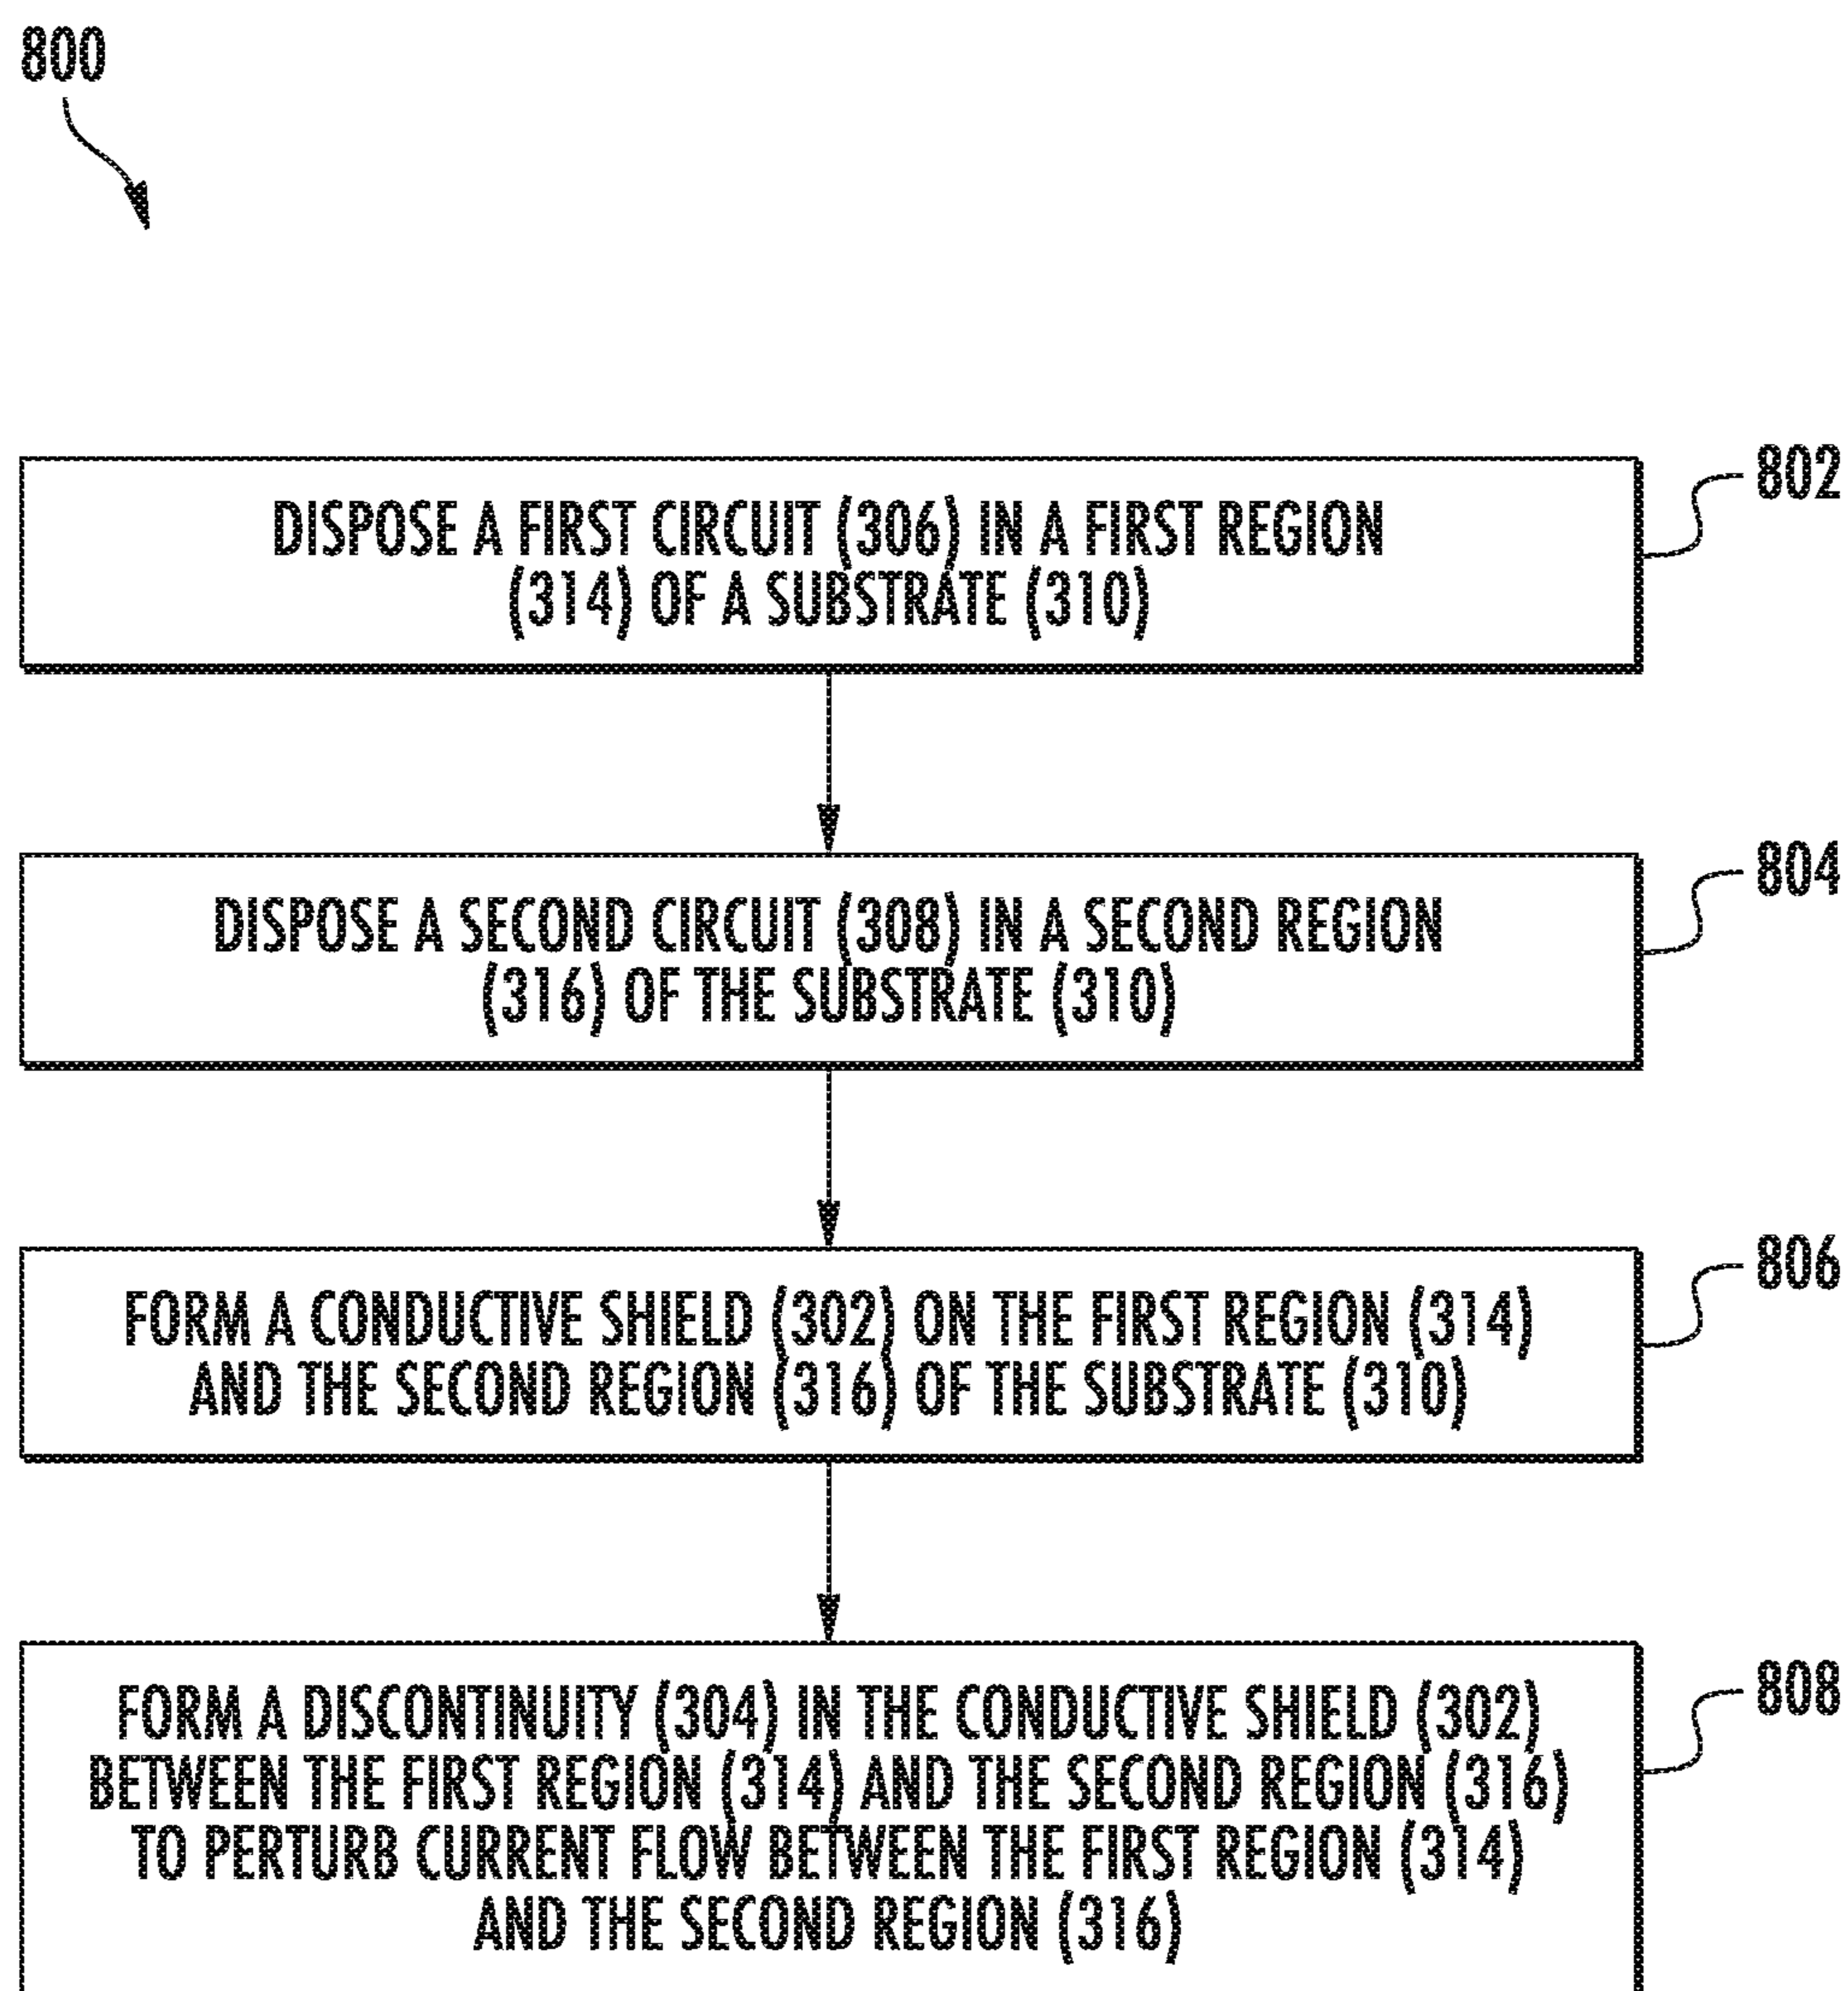 800
802
DISPOSE A FIRST CIRCUIT (306) IN A FIRST REGION
(314) OF A SUBSTRATE (310)
804
DISPOSE A SECOND CIRCUIT (308) IN A SECOND REGION
(316) OF THE SUBSTRATE (310)
806
FORM A CONDUCTIVE SHIELD (302) ON THE FIRST REGION (314)
AND THE SECOND REGION (316) OF THE SUBSTRATE (310)
808
FORM A DISCONTINUITY (304) IN THE CONDUCTIVE SHIELD (302)
BETWEEN THE FIRST REGION (314) AND THE SECOND REGION (316)
TO PERTURB CURRENT FLOW BETWEEN THE FIRST REGION (314)
AND THE SECOND REGION (316)